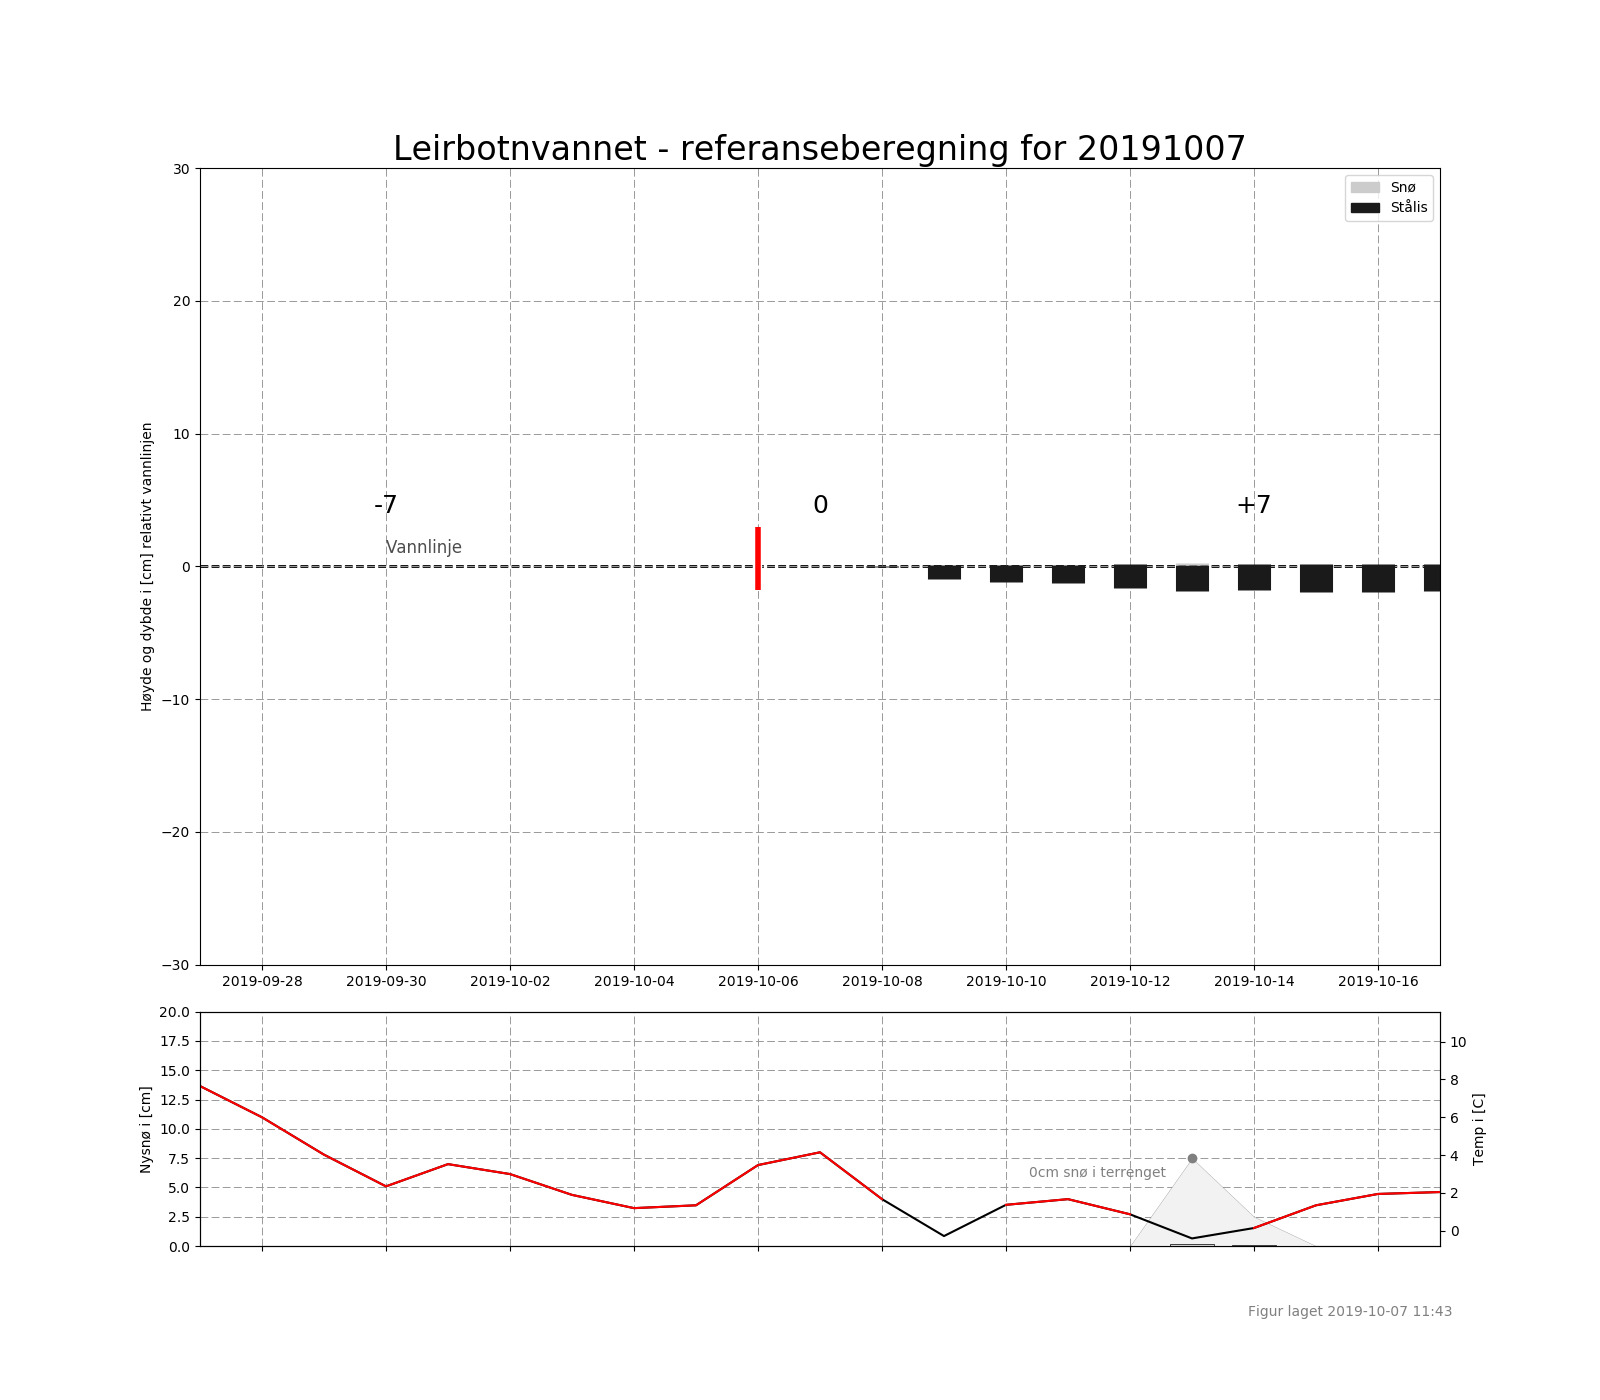 Leirbotnvannet - referanseberegning for 20191007
Snø
Stålis
Høyde og dybde i [cm] relativt vannlinjen
30
20
10
0
−10
−20
−30
-7
0
+7
Vannlinje
2019-09-28 2019-09-30 2019-10-02 2019-10-04 2019-10-06 2019-10-08 2019-10-10 2019-10-12 2019-10-14 2019-10-16
Nysnø i [cm]
20.0
17.5
15.0
12.5
10.0
7.5
5.0
2.5
0.0
0cm snø i terrenget
10
8
6
4
2
0
Temp i [C]
Figur laget 2019-10-07 11:43